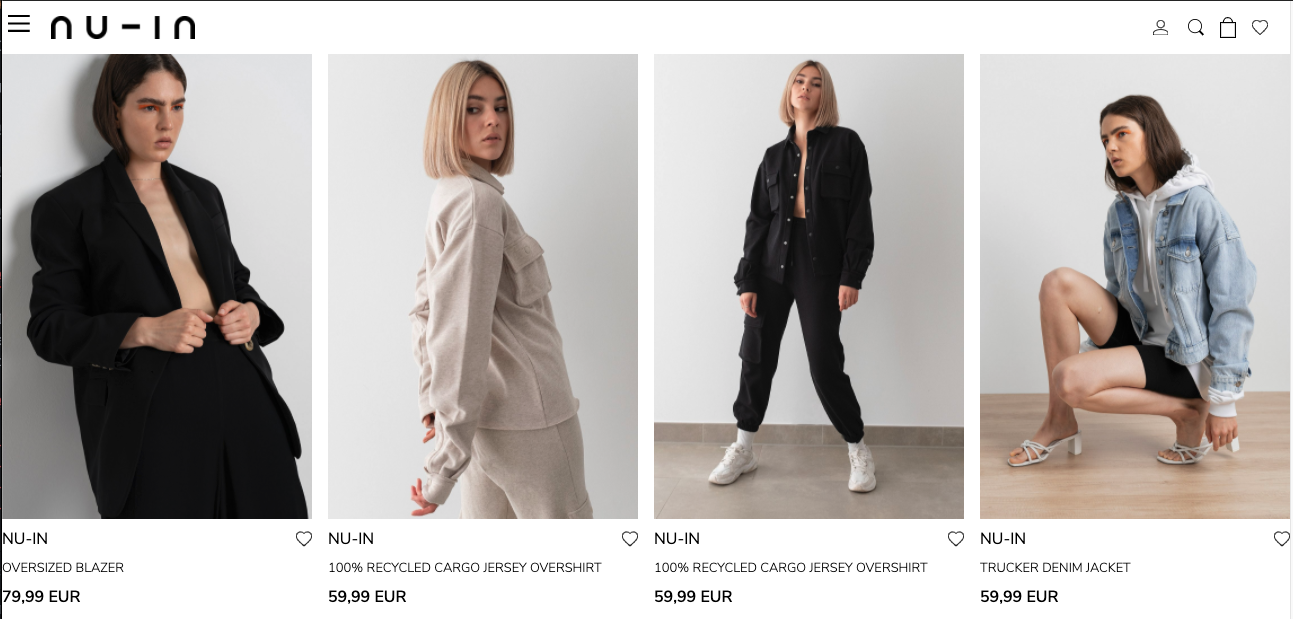 nu-in
NU-IN
OVERSIZED BLAZER
79,99 EUR
NU-IN
100% RECYCLED CARGO JERSEY OVERSHIRT
59,99 EUR
NU-IN
100% RECYCLED CARGO JERSEY OVERSHIRT
59,99 EUR
NU-IN
TRUCKER DENIM JACKET
59,99 EUR